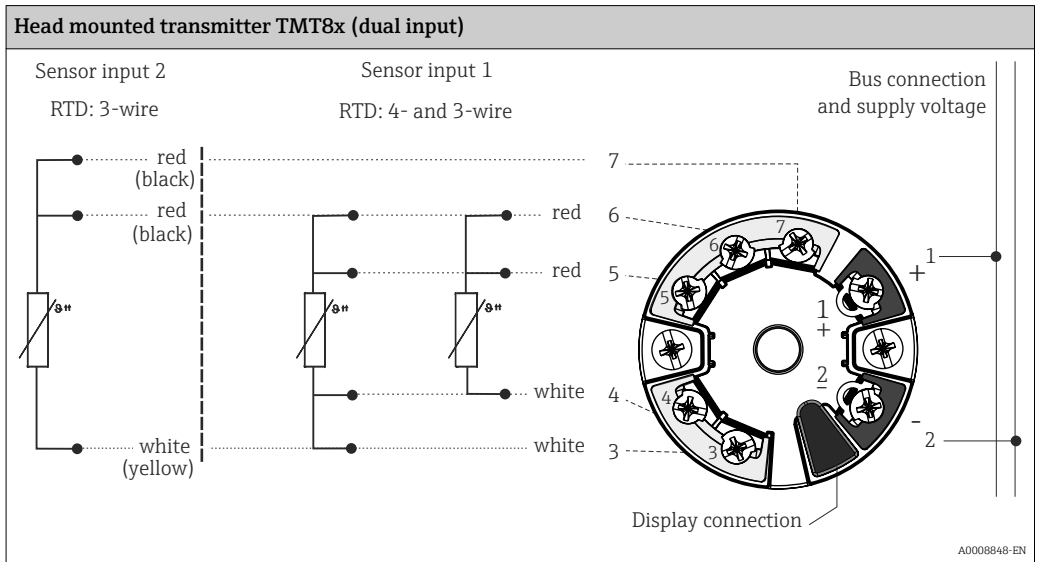 Head mounted transmitter TMT8x (dual input)
Sensor input 2
RTD: 3-wire
Sensor input 1
RTD: 4- and 3-wire
Bus connection
and supply voltage
red
(black)
7
red
(black)
red
6
red
5
white
4
white
(yellow)
white
3
7
6
5
4
3
1
+
2
-
1
+
-
2
ϑ
ϑ
ϑ
Display connection
A0008848-EN